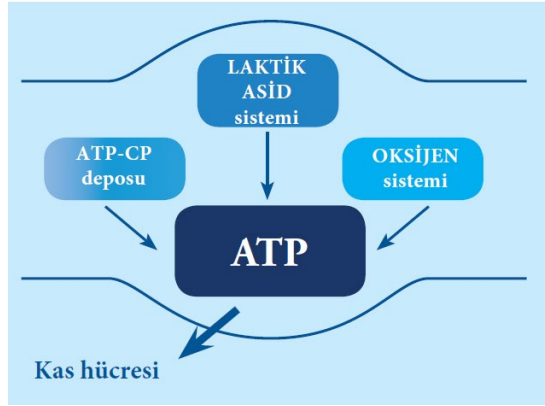 LAKTİK
ASİD
sistemi
ATP-CP
deposu
OKSİJEN
sistemi
ATP
Kas hücresi